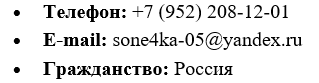 • Телефон: +7 (952) 208-12-01
• E-mail: sone4ka-05@yandex.ru
• Гражданство: Россия